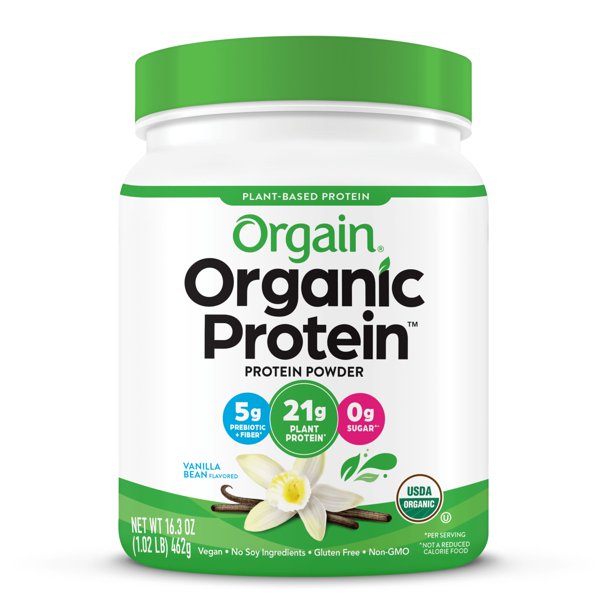 PLANT-BASED PROTEIN
Orgain®
Organic
Protein™
PROTEIN POWDER
5g
PREBIOTIC
+ FIBER*
21g
PLANT
PROTEIN*
0g
SUGAR*^
VANILLA
BEAN FLAVORED
USDA
ORGANIC
U
NET WT 16.3 OZ
(1.02 LB) 462g
Vegan • No Soy Ingredients • Gluten Free • Non-GMO
*PER SERVING
^NOT A REDUCED
CALORIE FOOD